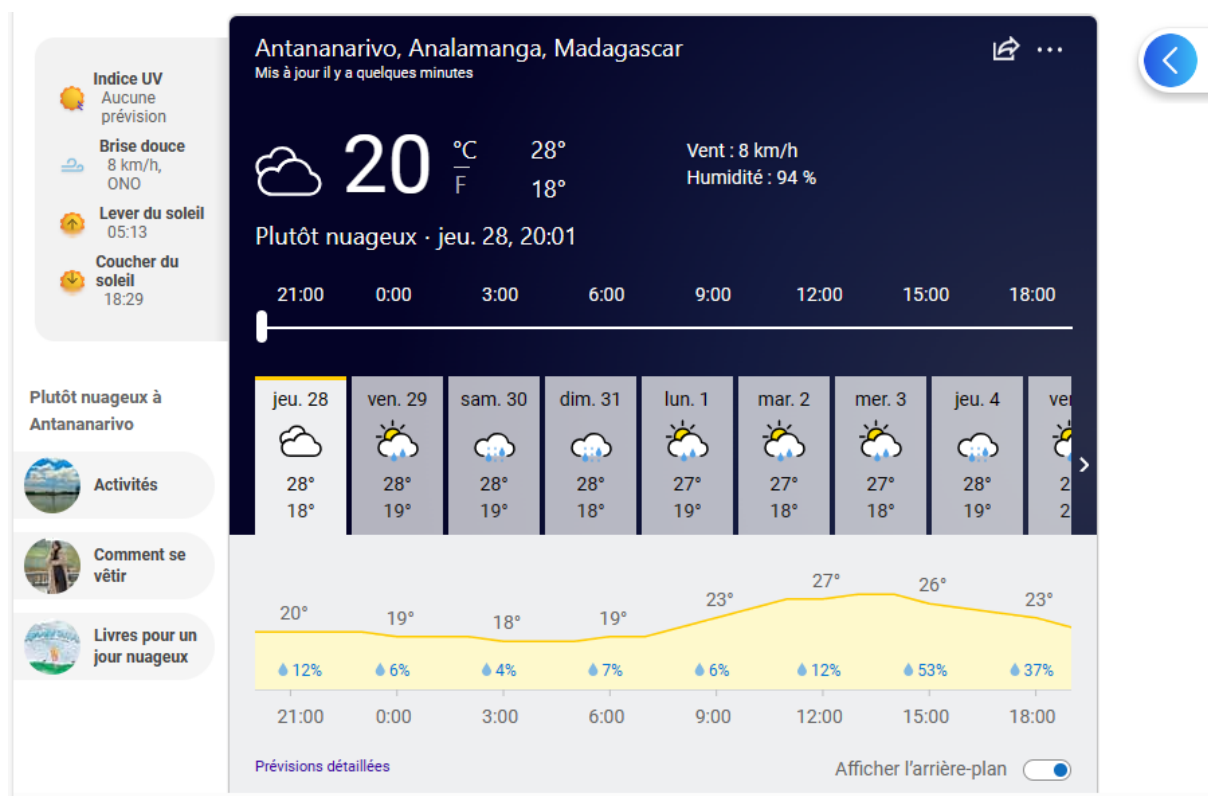 Indice UV
Aucune
prévision
Brise douce
8 km/h,
ONO
Lever du soleil
05:13
Coucher du
soleil
18:29
Plutôt nuageux à
Antananarivo
Activités
Comment se
vêtir
Livres pour un
jour nuageux
Antananarivo, Analamanga, Madagascar
Mis à jour il y a quelques minutes
20 °C F 28° 18°
Vent : 8 km/h
Humidité : 94 %
Plutôt nuageux · jeu. 28, 20:01
21:00 0:00 3:00 6:00 9:00 12:00 15:00 18:00
jeu. 28 ven. 29 sam. 30 dim. 31 lun. 1 mar. 2 mer. 3 jeu. 4
28° 28° 28° 28° 27° 27° 27° 28°
18° 19° 19° 18° 19° 18° 18° 19°
20° 19° 18° 19° 23° 27° 26° 23°
12% 6% 4% 7% 6% 12% 53% 37%
21:00 0:00 3:00 6:00 9:00 12:00 15:00 18:00
Prévisions détaillées
Afficher l'arrière-plan